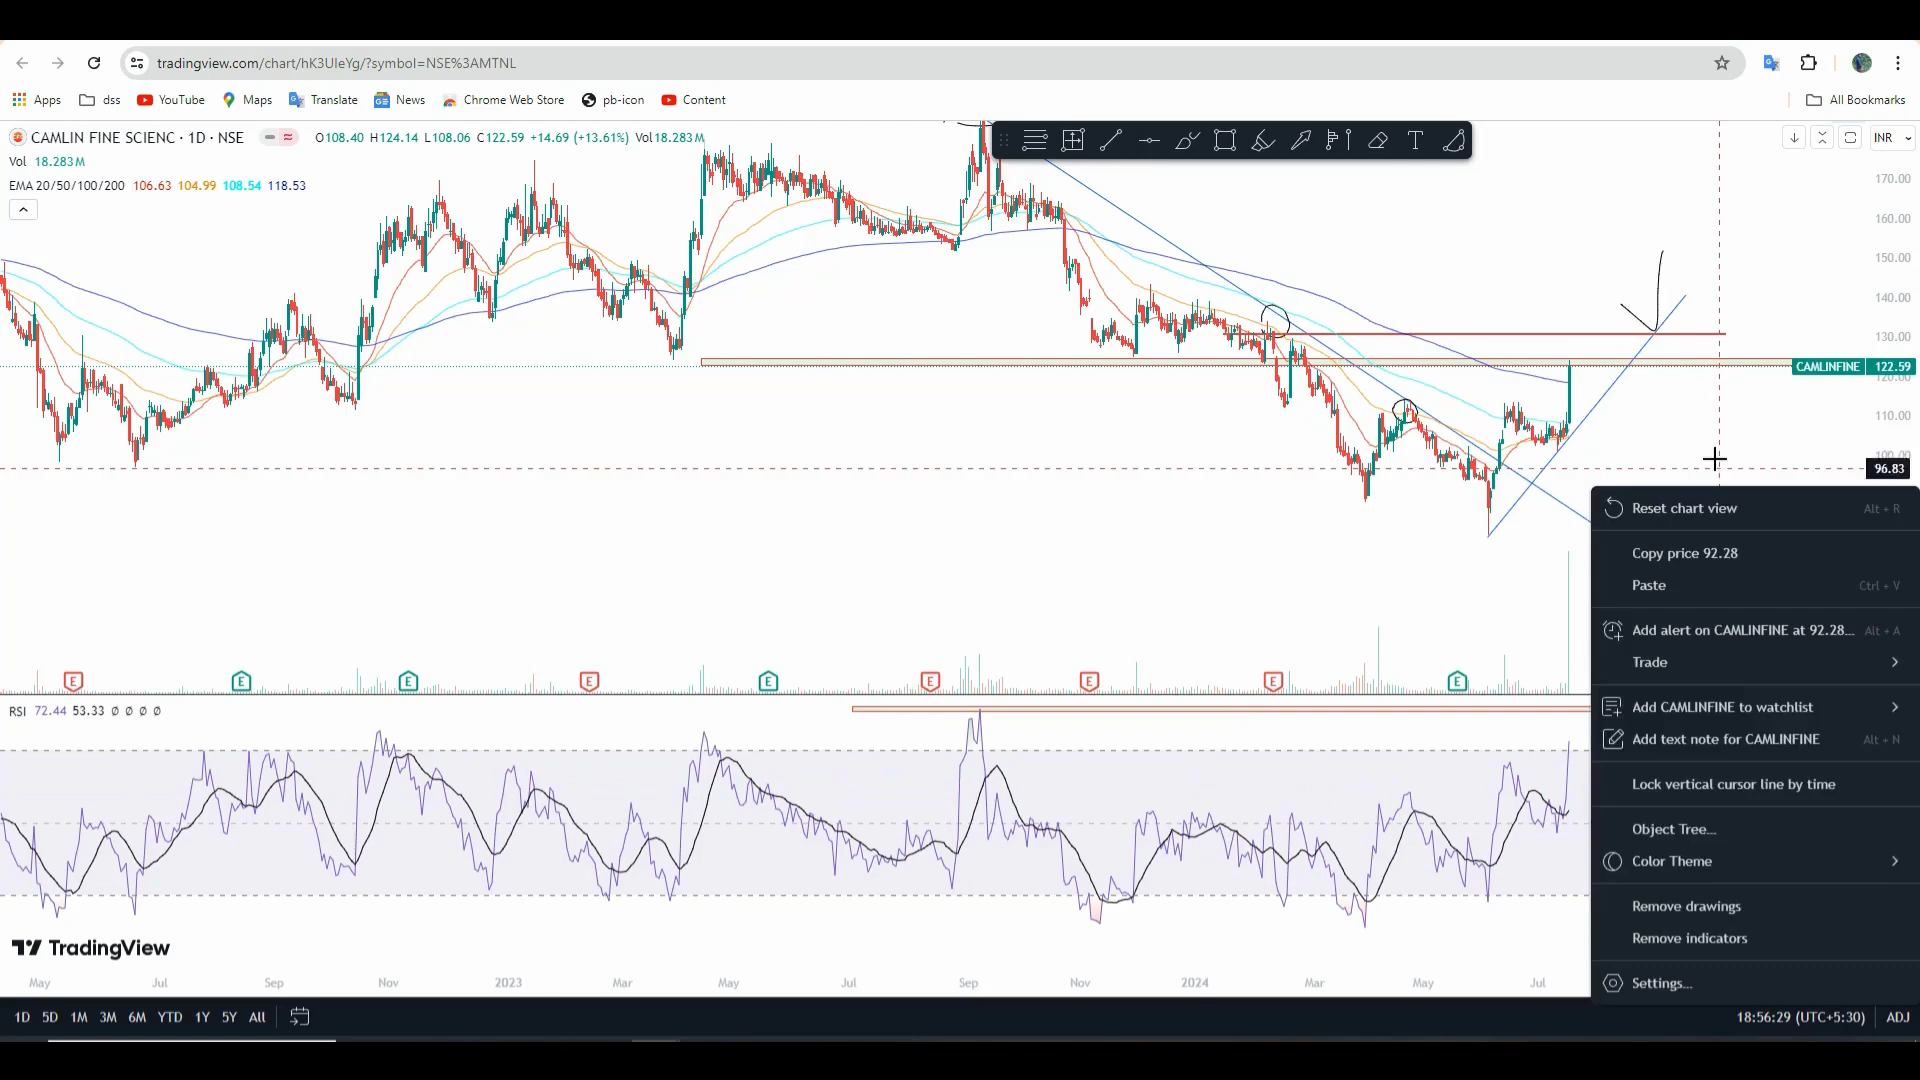 tradingview.com/chart/hK3UIeYg/?symbol=NSE%3AMTNL
Apps dss YouTube Maps Translate News Chrome Web Store pb-icon Content All Bookmarks
CAMLIN FINE SCIENC · 1D · NSE O108.40 H124.14 L108.06 C122.59 +14.69 (+13.61%) Vol18.283M INR
Vol 18.283M
EMA 20/50/100/200 106.63 104.99 108.54 118.53
170.00
160.00
150.00
140.00
130.00
CAMLINFINE 122.59
120.00
110.00
100.00
96.83
Reset chart view Alt + R
Copy price 92.28
Paste Ctrl + V
Add alert on CAMLINFINE at 92.28... Alt + A
Trade
E E E E E E E E E
Add CAMLINFINE to watchlist
RSI 72.44 53.33 Ø Ø Ø Ø
Add text note for CAMLINFINE Alt + N
Lock vertical cursor line by time
Object Tree...
Color Theme
Remove drawings
Remove indicators
TradingView
Settings...
May Jul Sep Nov 2023 Mar May Jul Sep Nov 2024 Mar May Jul
1D 5D 1M 3M 6M YTD 1Y 5Y All 18:56:29 (UTC+5:30) ADJ